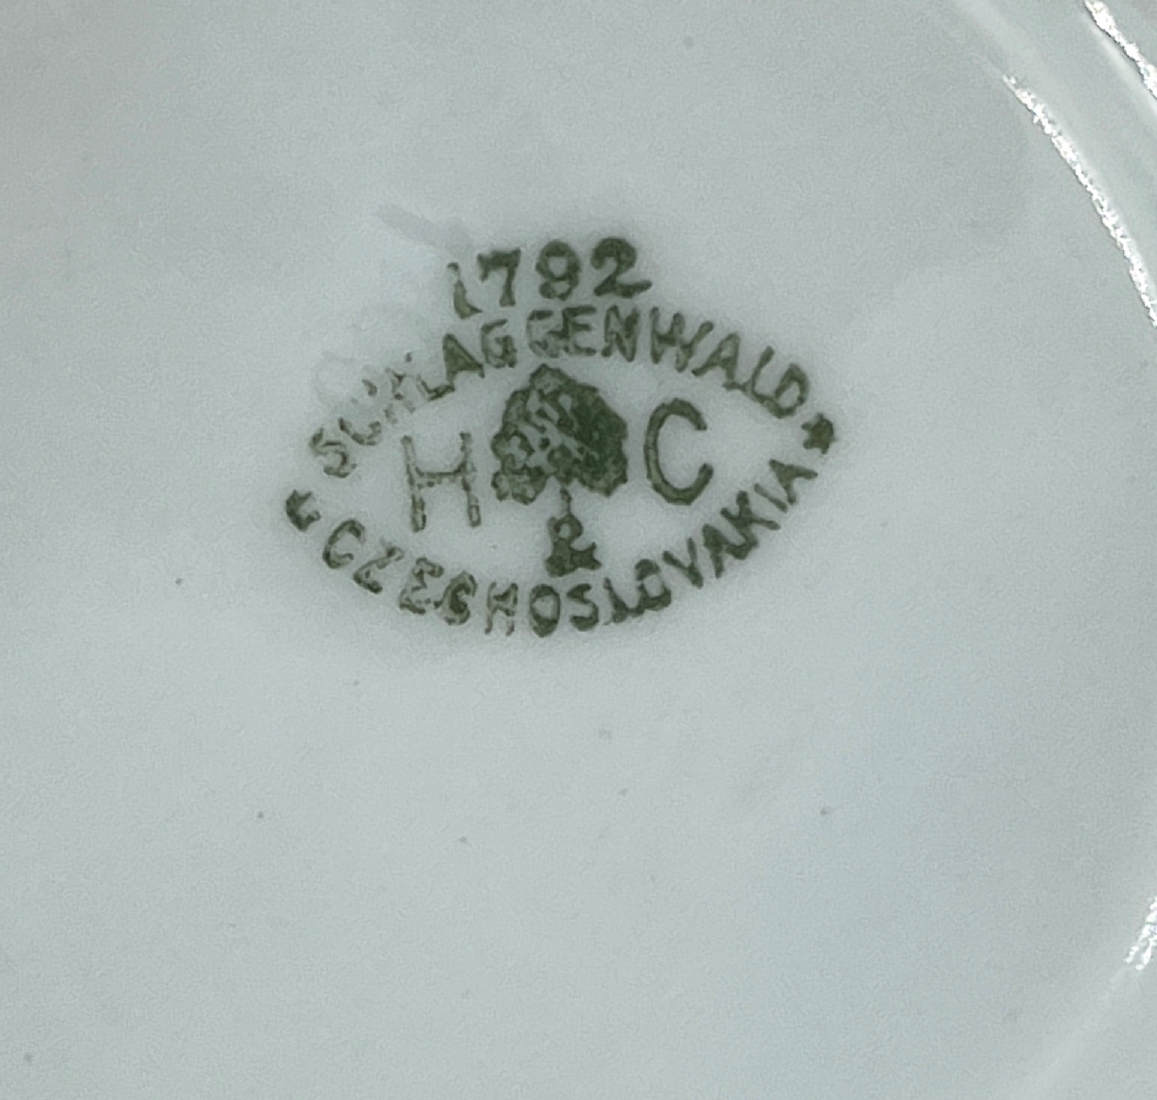 1792
SCHLAGGENWALD
H & C
CZECHOSLOVAKIA